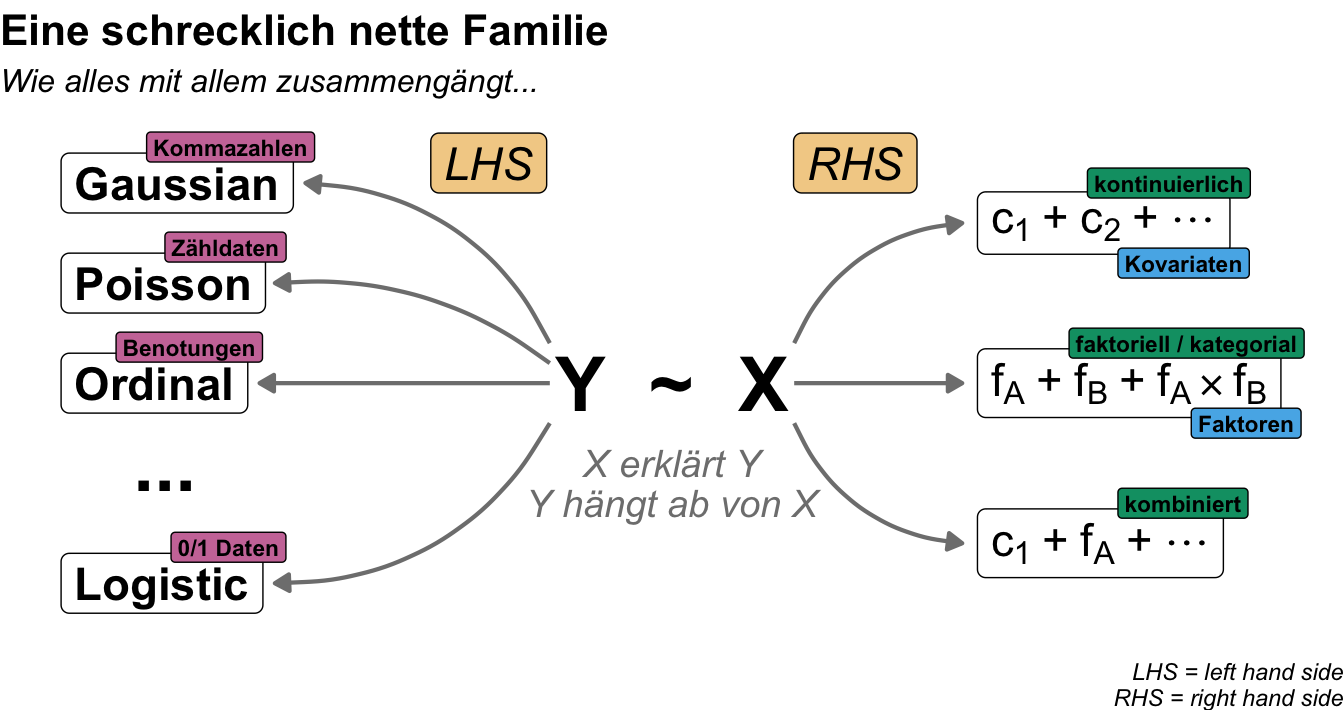 Eine schrecklich nette Familie
Wie alles mit allem zusammengängt...
LHS
RHS
Kommazahlen
Gaussian
Zähldaten
Poisson
Benotungen
Ordinal
...
0/1 Daten
Logistic
Y ~ X
X erklärt Y
Y hängt ab von X
kontinuierlich
c₁ + c₂ + ⋯
Kovariaten
faktoriell / kategorial
f_A + f_B + f_A × f_B
Faktoren
kombiniert
c₁ + f_A + ⋯
LHS = left hand side
RHS = right hand side